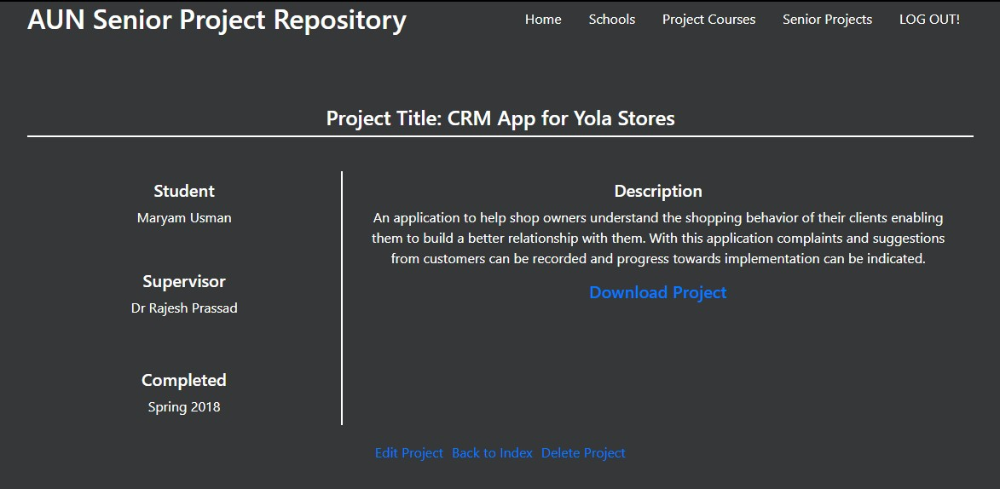 AUN Senior Project Repository
Home Schools Project Courses Senior Projects LOG OUT!
Project Title: CRM App for Yola Stores
Student
Maryam Usman
Supervisor
Dr Rajesh Prassad
Completed
Spring 2018
Description
An application to help shop owners understand the shopping behavior of their clients enabling
them to build a better relationship with them. With this application complaints and suggestions
from customers can be recorded and progress towards implementation can be indicated.
Download Project
Edit Project Back to Index Delete Project